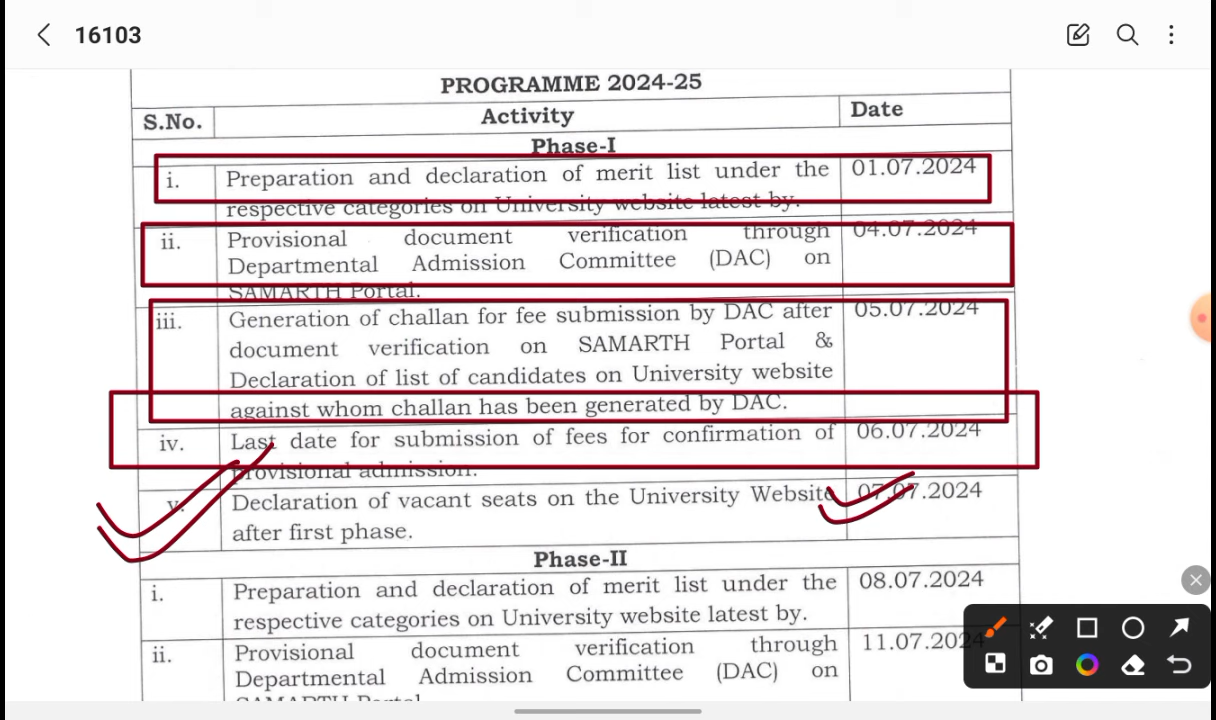 16103
PROGRAMME 2024-25
S.No. Activity Date
Phase-I
i. Preparation and declaration of merit list under the 01.07.2024
respective categories on University website latest by.
ii. Provisional document verification through 04.07.2024
Departmental Admission Committee (DAC) on
SAMARTH Portal.
iii. Generation of challan for fee submission by DAC after 05.07.2024
document verification on SAMARTH Portal &
Declaration of list of candidates on University website
against whom challan has been generated by DAC.
iv. Last date for submission of fees for confirmation of 06.07.2024
provisional admission.
v. Declaration of vacant seats on the University Website 07.07.2024
after first phase.
Phase-II
i. Preparation and declaration of merit list under the 08.07.2024
respective categories on University website latest by.
ii. Provisional document verification through 11.07.2024
Departmental Admission Committee (DAC) on
SAMARTH Portal